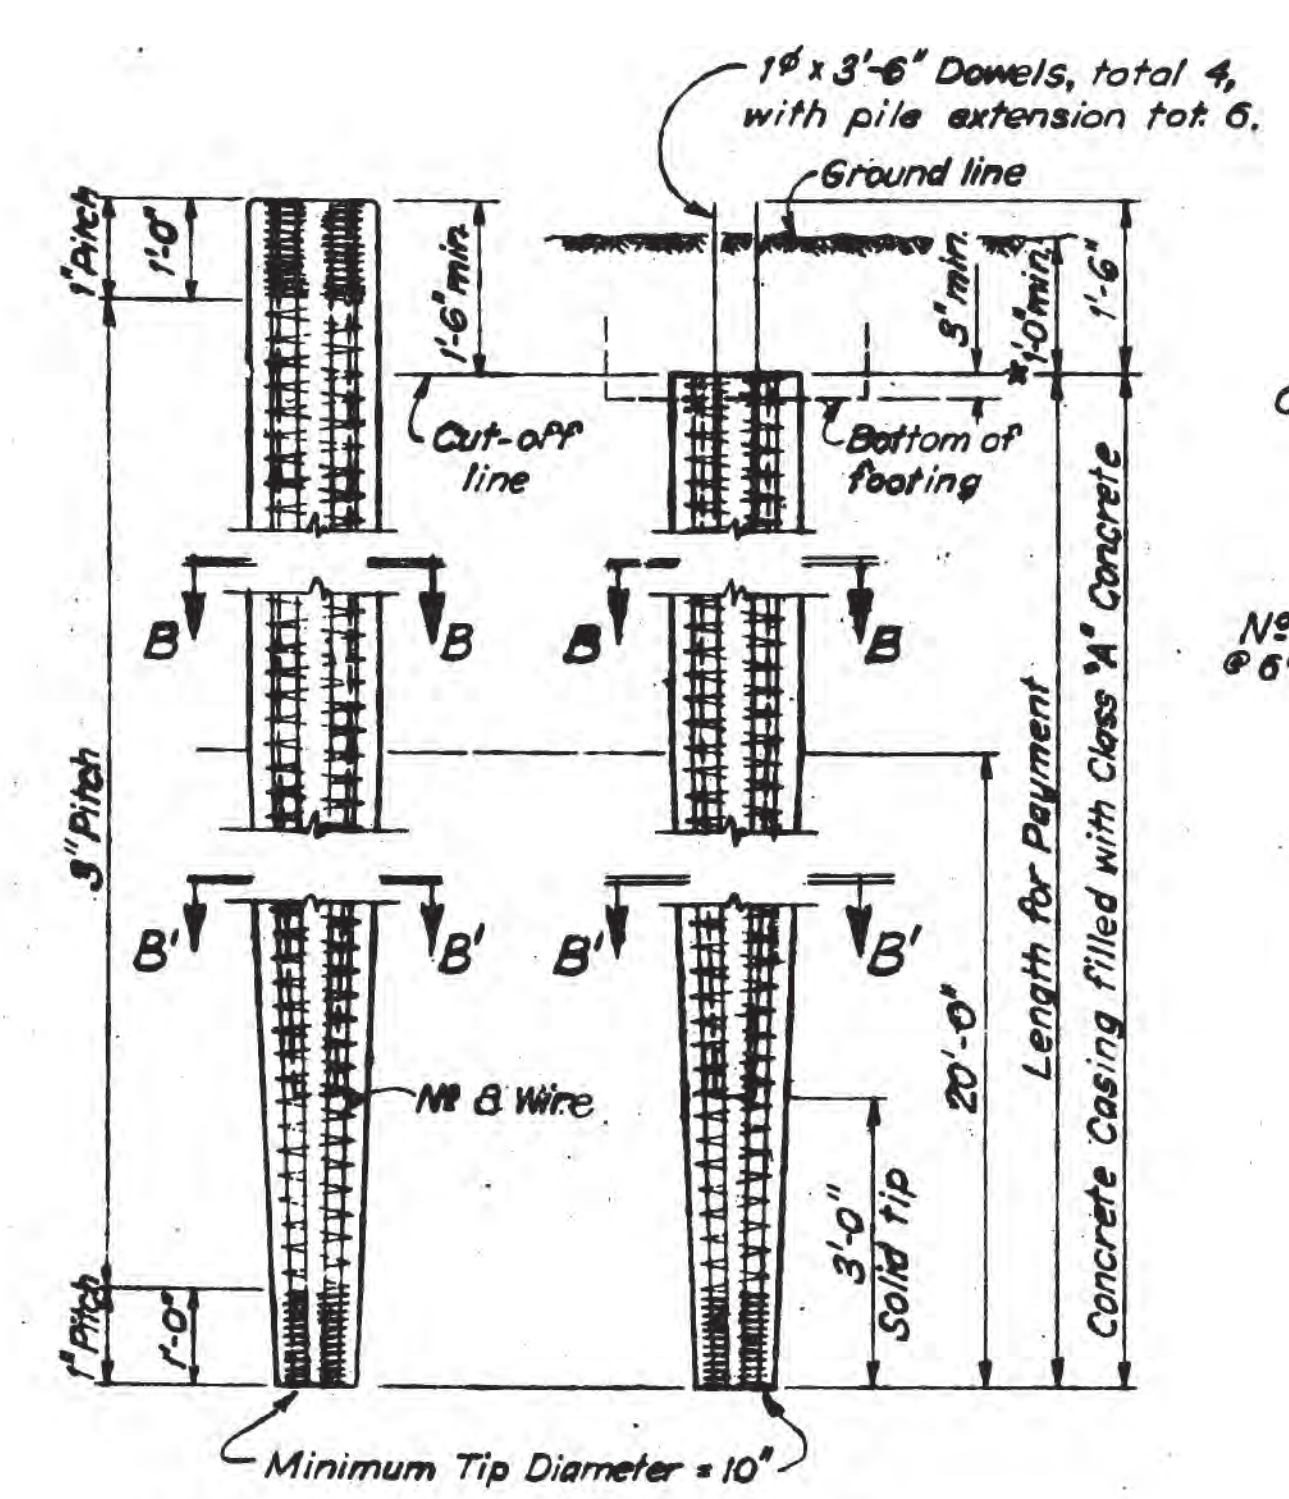 1ᶲ x 3'-6" Dowels, total 4,
with pile extension tot. 6.
Ground line
1" Pitch
1'-0"
1'-6" min.
3" min.
*1'-0" min.
1'-6"
Cut-off
line
Bottom of
footing
B
B
B
B
Nº
@ 6"
3" Pitch
B'
B'
B'
B'
Nº 8 Wire
20'-0"
Length for Payment
Concrete Casing filled with Class "A" Concrete
3'-0"
Solid tip
1" Pitch
1'-0"
Minimum Tip Diameter = 10"